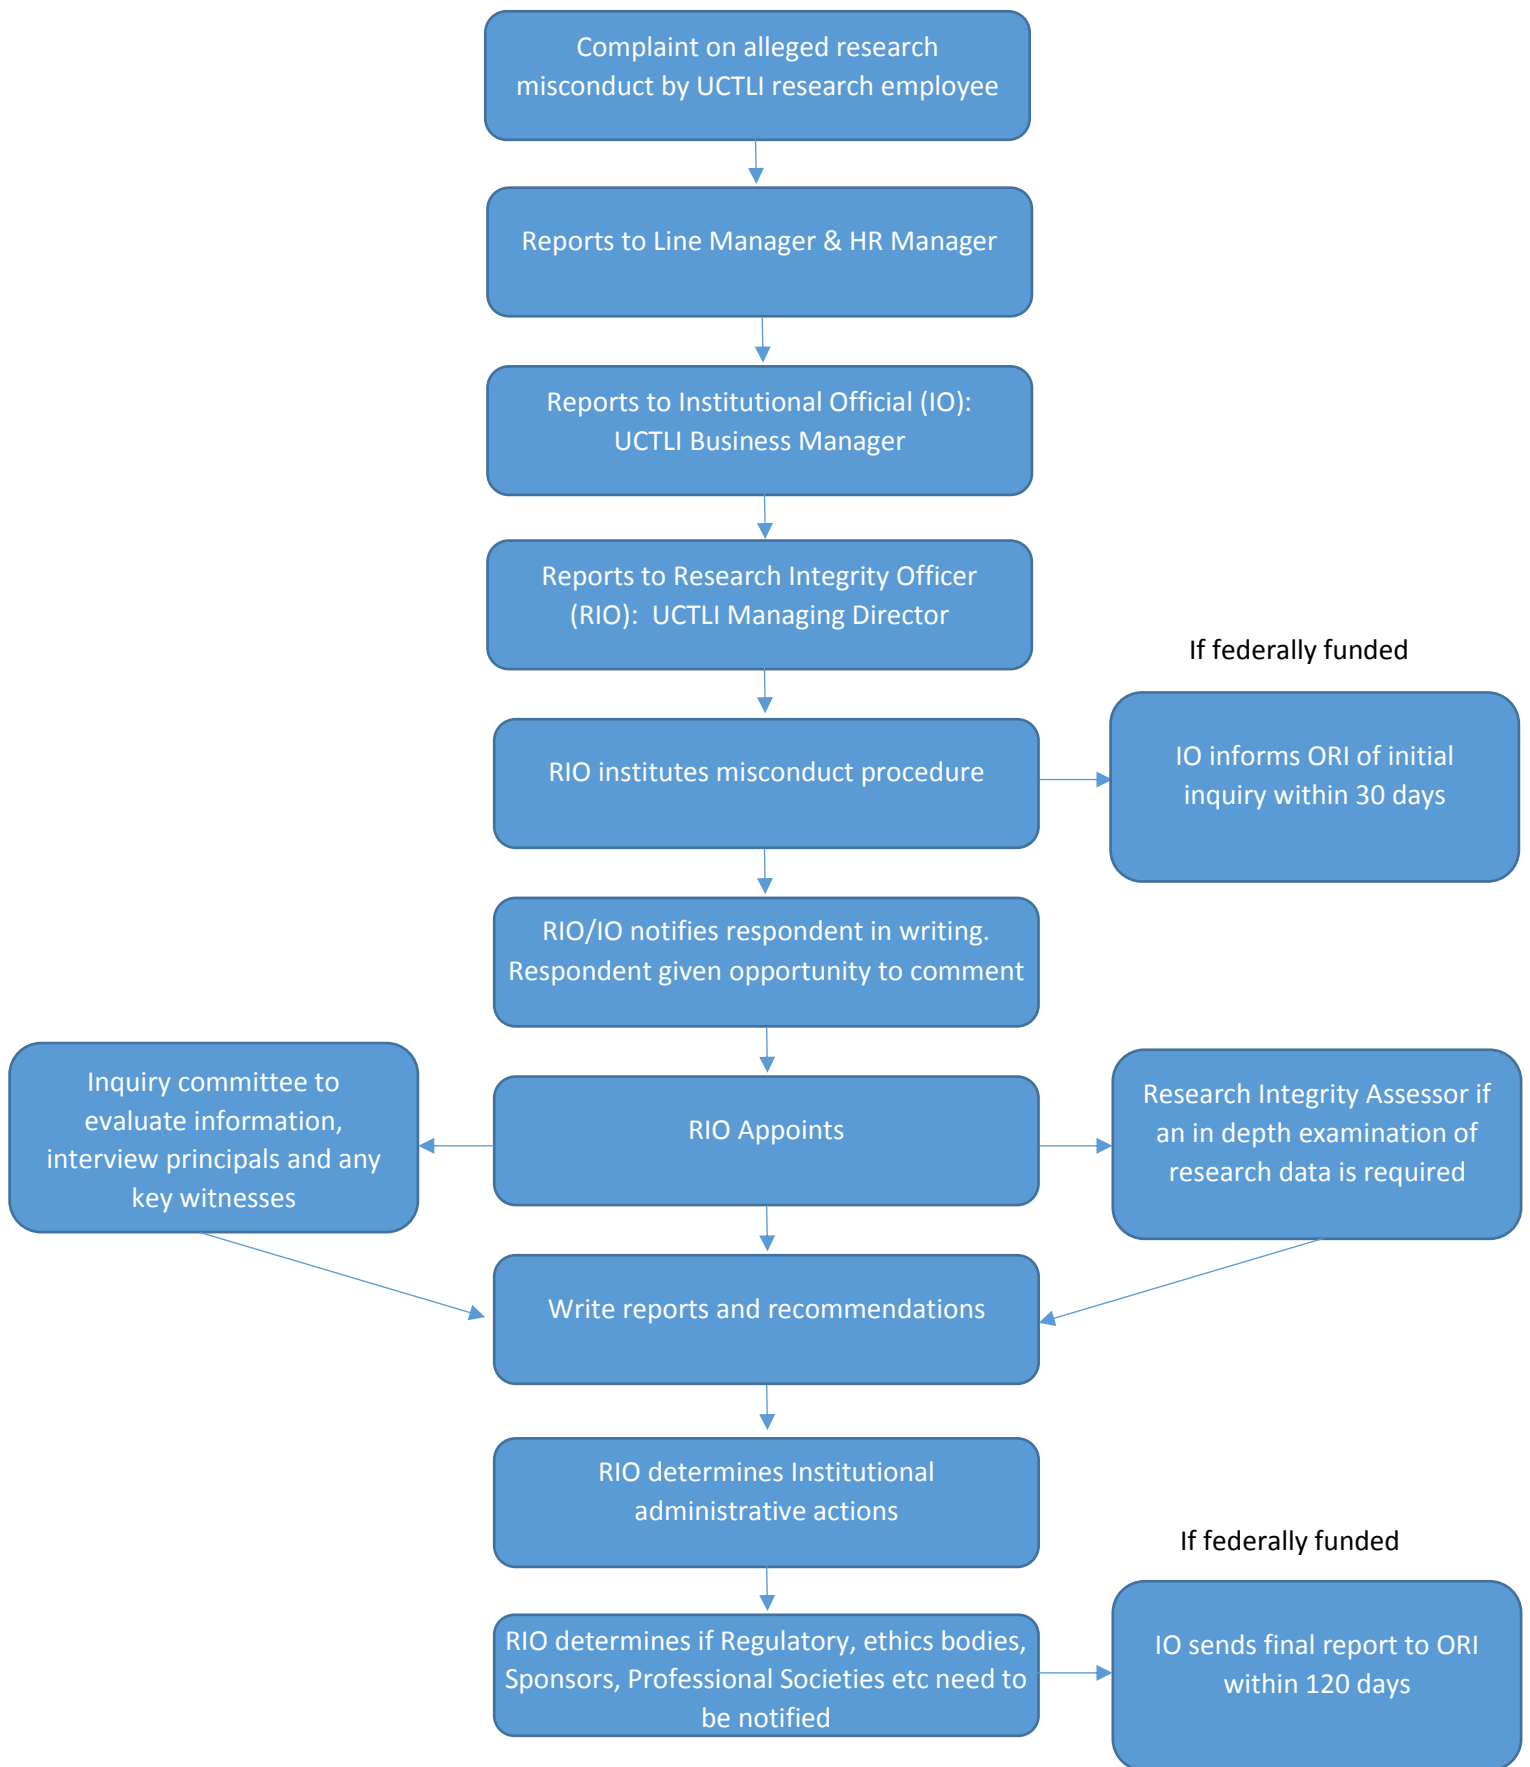 Complaint on alleged research
misconduct by UCTLI research employee
Reports to Line Manager & HR Manager
Reports to Institutional Official (IO):
UCTLI Business Manager
Reports to Research Integrity Officer
(RIO):  UCTLI Managing Director
If federally funded
RIO institutes misconduct procedure
IO informs ORI of initial
inquiry within 30 days
RIO/IO notifies respondent in writing.
Respondent given opportunity to comment
Inquiry committee to
evaluate information,
interview principals and any
key witnesses
RIO Appoints
Research Integrity Assessor if
an in depth examination of
research data is required
Write reports and recommendations
RIO determines Institutional
administrative actions
If federally funded
RIO determines if Regulatory, ethics bodies,
Sponsors, Professional Societies etc need to
be notified
IO sends final report to ORI
within 120 days